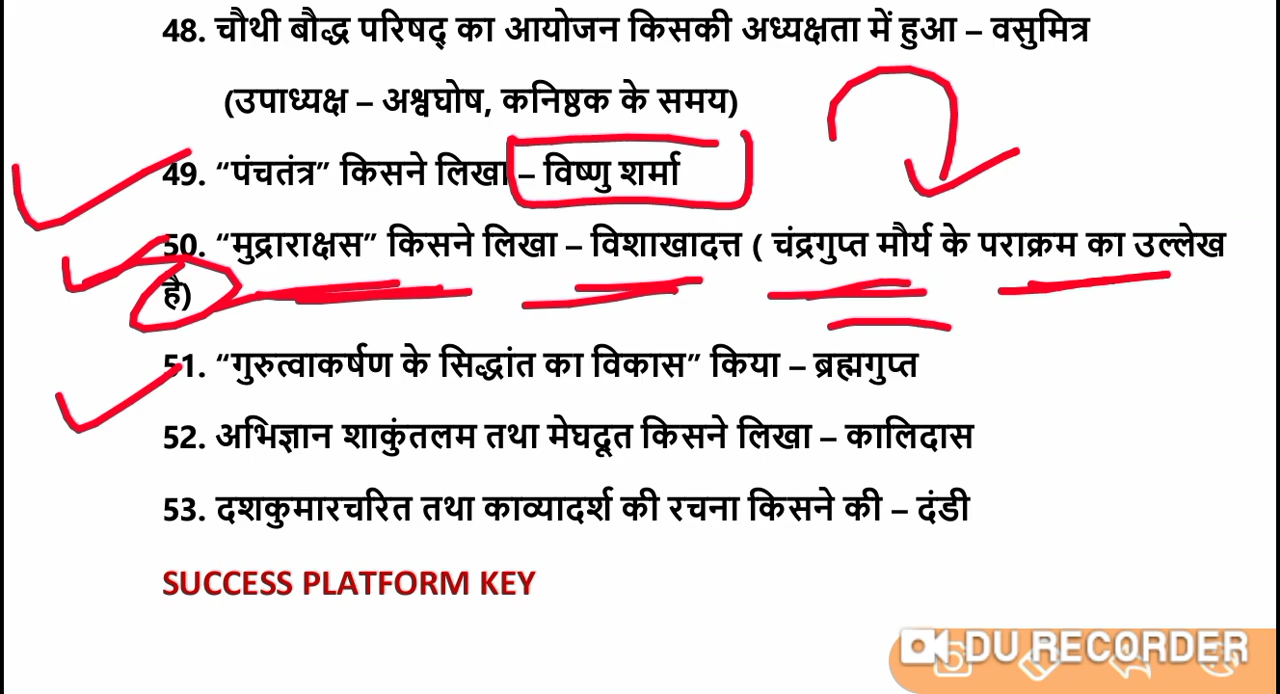 48. चौथी बौद्ध परिषद् का आयोजन किसकी अध्यक्षता में हुआ – वसुमित्र
(उपाध्यक्ष – अश्वघोष, कनिष्ठक के समय)
49. “पंचतंत्र” किसने लिखा – विष्णु शर्मा
50. “मुद्राराक्षस” किसने लिखा – विशाखादत्त ( चंद्रगुप्त मौर्य के पराक्रम का उल्लेख
है)
51. “गुरुत्वाकर्षण के सिद्धांत का विकास” किया – ब्रह्मगुप्त
52. अभिज्ञान शाकुंतलम तथा मेघदूत किसने लिखा – कालिदास
53. दशकुमारचरित तथा काव्यादर्श की रचना किसने की – दंडी
SUCCESS PLATFORM KEY
DU RECORDER